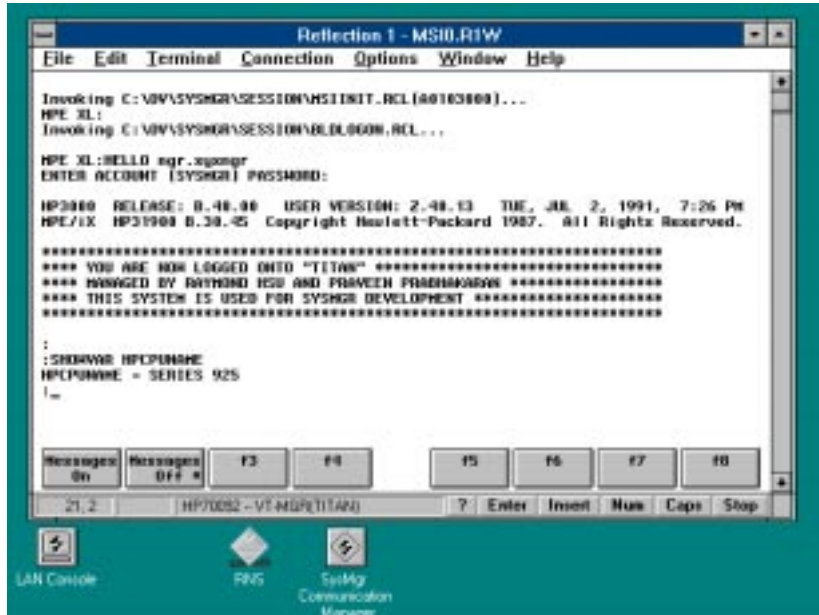 Reflection 1 - MSI0.R1W
File Edit Terminal Connection Options Window Help
Invoking C:\OV\SYSMGR\SESSION\MSIINIT.RCL(A0103000)...
MPE XL:
Invoking C:\OV\SYSMGR\SESSION\BLDLOGON.RCL...
MPE XL:HELLO mgr.sysmgr
ENTER ACCOUNT (SYSMGR) PASSWORD:
HP3000 RELEASE: B.40.00 USER VERSION: 2.40.13 TUE, JUL 2, 1991, 7:26 PM
MPE/iX HP31900 B.30.45 Copyright Hewlett-Packard 1987. All Rights Reserved.
**********************************************************************
**** YOU ARE NOW LOGGED ONTO "TITAN" *********************************
**** MANAGED BY RAYMOND HSU AND PRAVEEN PRABHAKARAN ******************
**** THIS SYSTEM IS USED FOR SYSMGR DEVELOPMENT **********************
**********************************************************************
:
:SHOWVAR HPCPUNAME
HPCPUNAME = SERIES 925
:_
Messages On Messages Off * f3 f4 f5 f6 f7 f8
21, 2 HP70092 - VT-MGR(TITAN) ? Enter Insert Num Caps Stop
LAN Console
SysMgr
Communication
Manager